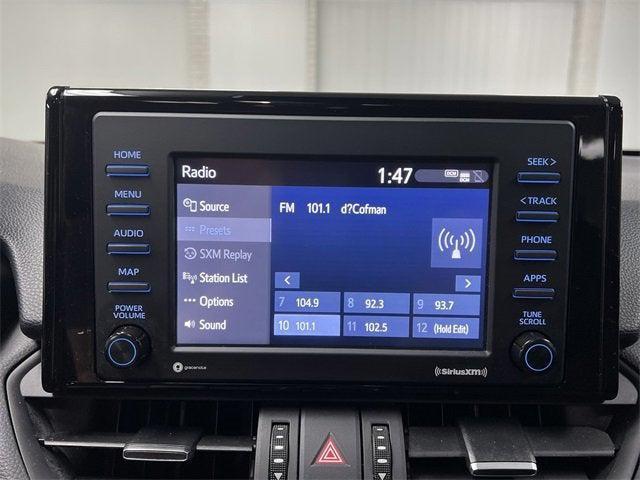 HOME
MENU
AUDIO
MAP
POWER
VOLUME
Radio 1:47 DCM
DCM
Source
Presets
SXM Replay
Station List
Options
Sound
FM 101.1 d?Cofman
< >
7 104.9 8 92.3 9 93.7
10 101.1 11 102.5 12 (Hold Edit)
SEEK >
< TRACK
PHONE
APPS
TUNE
SCROLL
gracenote
((SiriusXM))